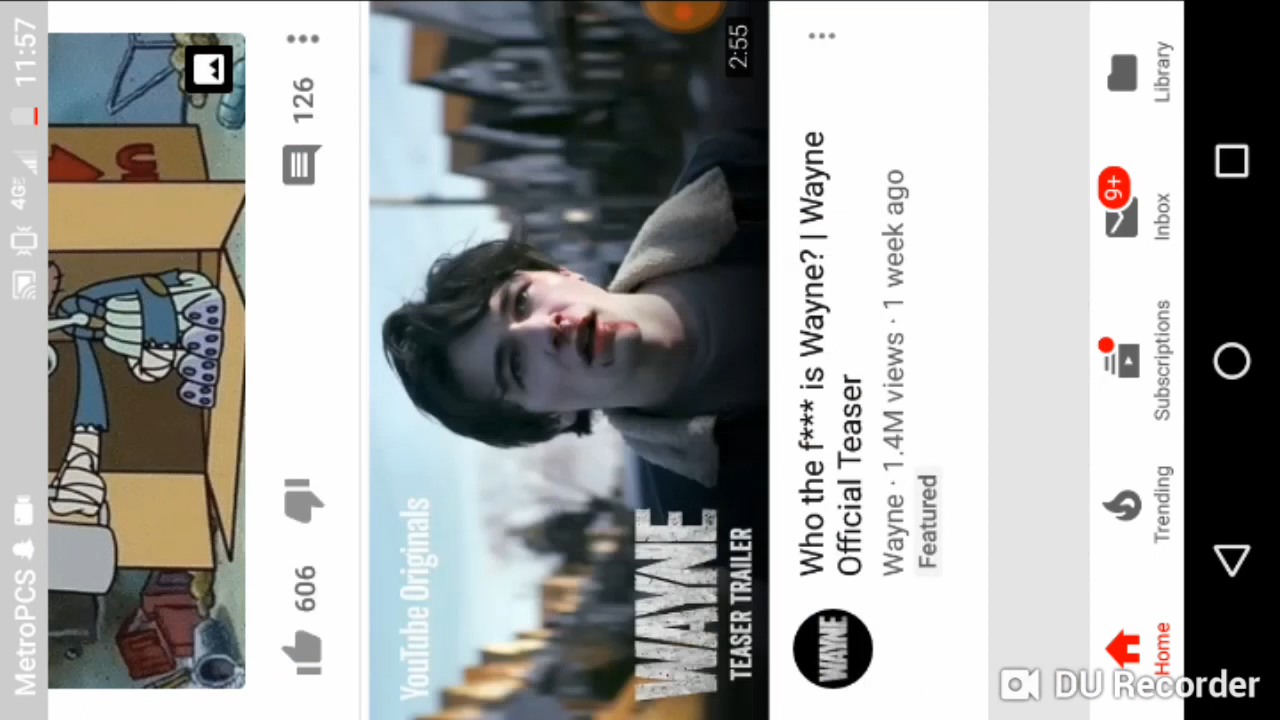 MetroPCS
4G
11:57
un
606
126
YouTube Originals
WAYNE
TEASER TRAILER
2:55
WAYNE
Who the f*** is Wayne? | Wayne
Official Teaser
Wayne · 1.4M views · 1 week ago
Featured
Home
Trending
Subscriptions
9+
Inbox
Library
DU Recorder